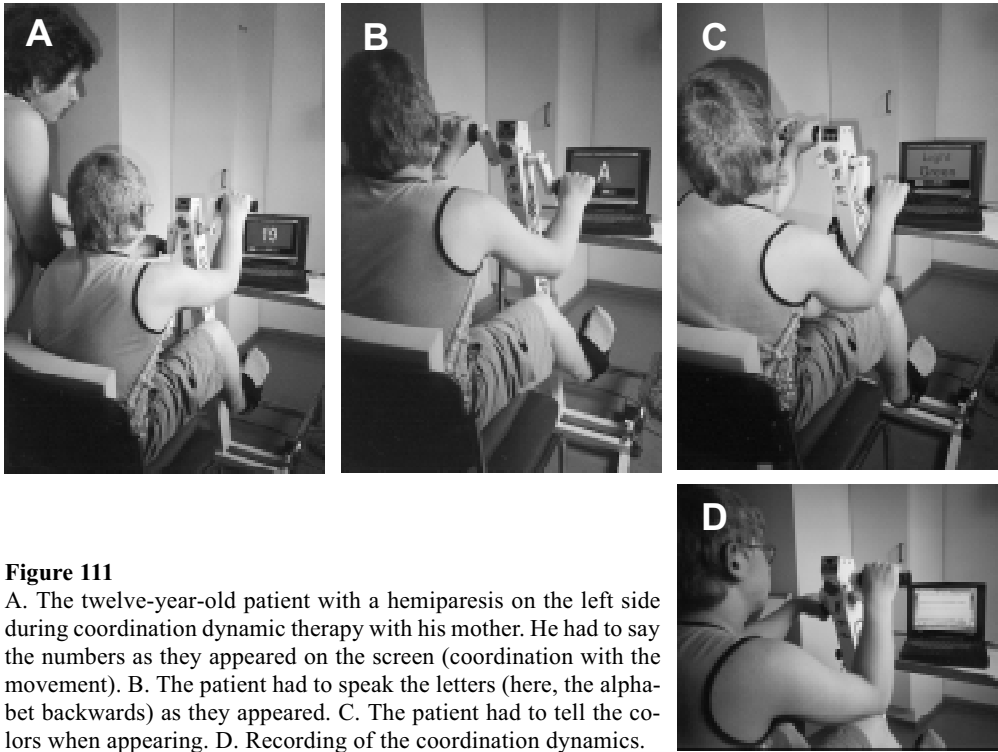 A
B
C
19
A
Light
Green
D
Figure 111
A. The twelve-year-old patient with a hemiparesis on the left side
during coordination dynamic therapy with his mother. He had to say
the numbers as they appeared on the screen (coordination with the
movement). B. The patient had to speak the letters (here, the alpha-
bet backwards) as they appeared. C. The patient had to tell the co-
lors when appearing. D. Recording of the coordination dynamics.